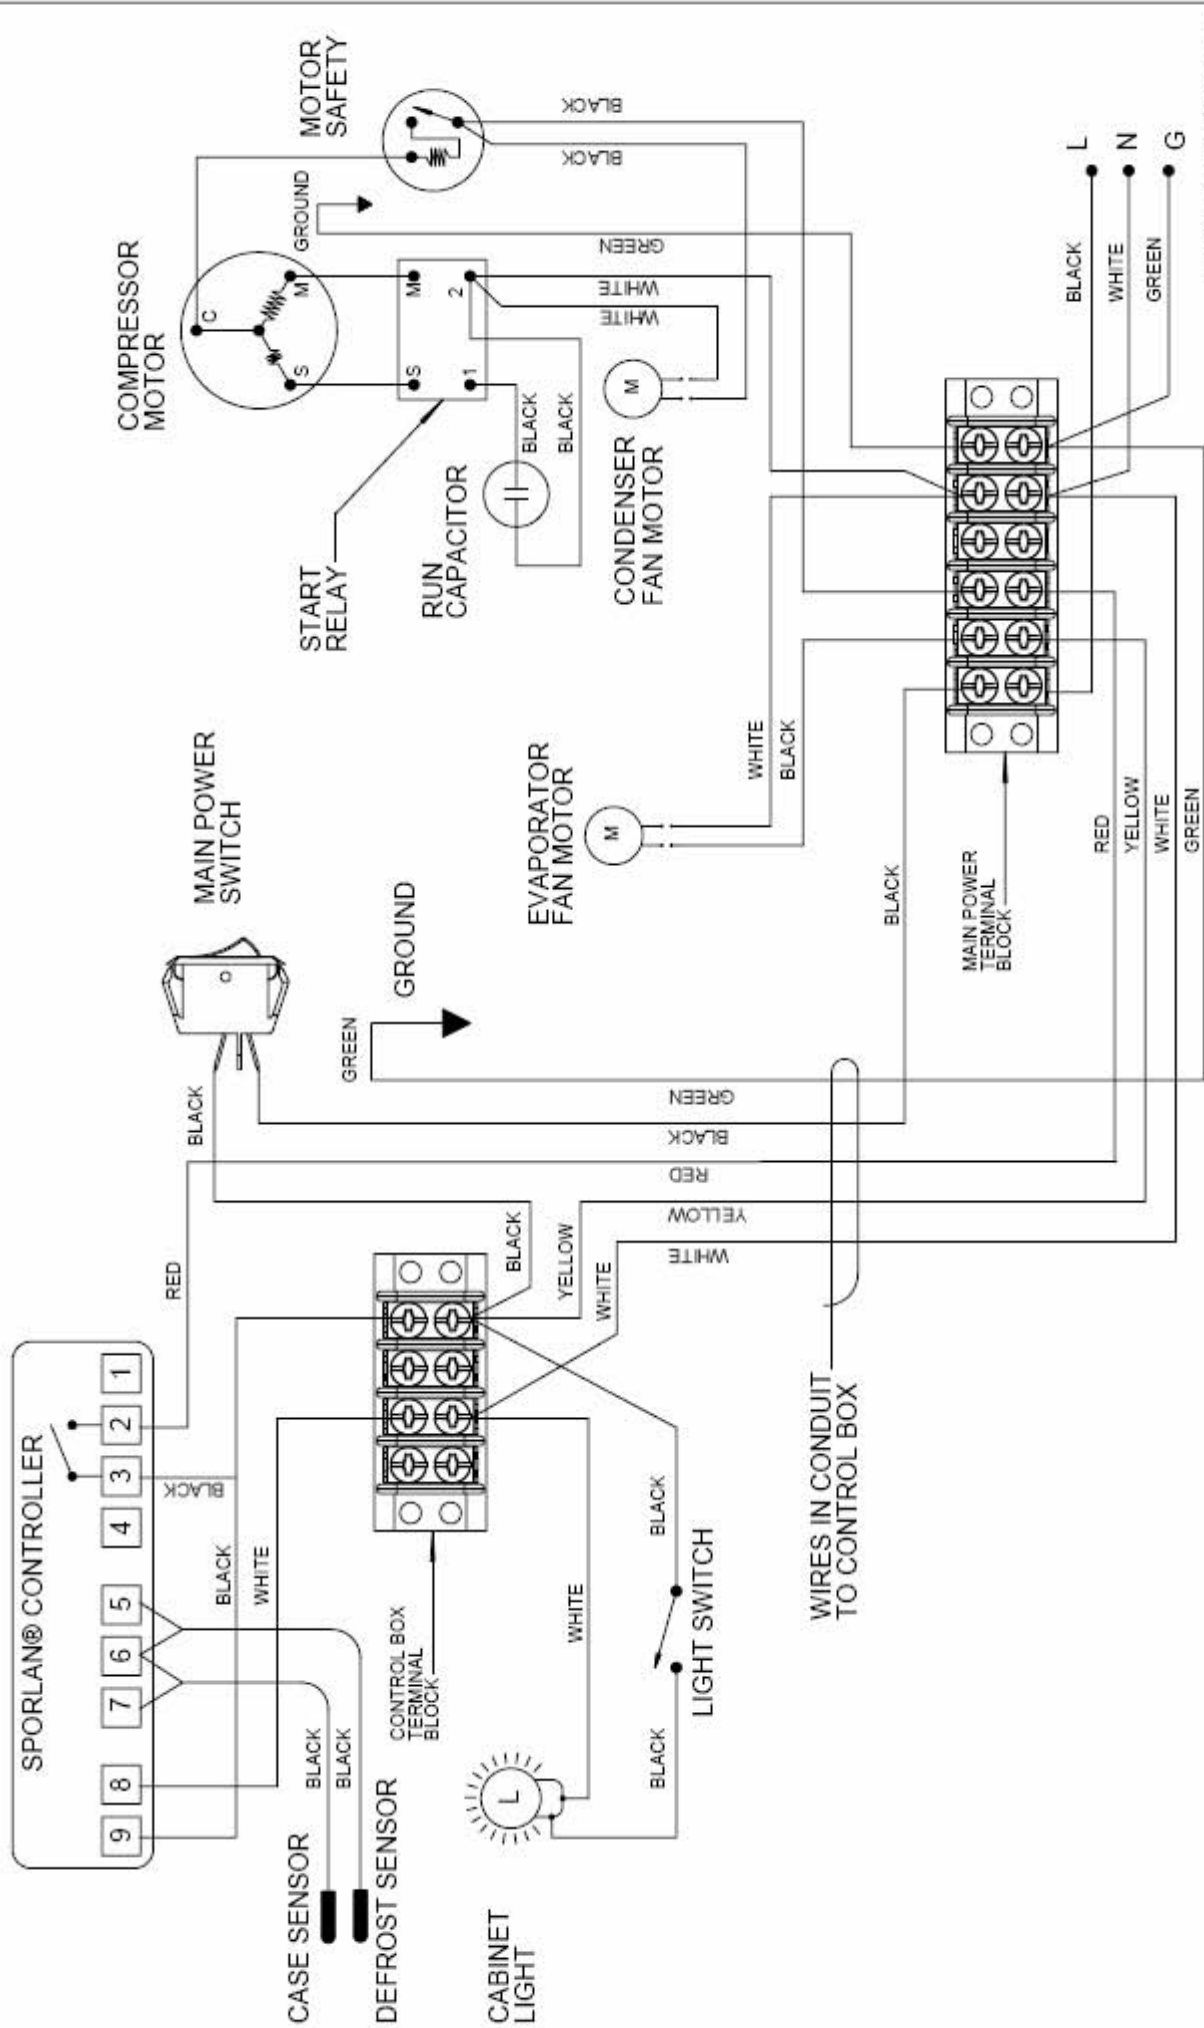 SPORLAN® CONTROLLER
9
8
7
6
5
4
3
2
1
BLACK
RED
BLACK
WHITE
BLACK
MAIN POWER
SWITCH
COMPRESSOR
MOTOR
C
S
M
MOTOR
SAFETY
CASE SENSOR
DEFROST SENSOR
BLACK
BLACK
GREEN
GROUND
GROUND
START
RELAY
S
M
1
2
CONTROL BOX
TERMINAL
BLOCK
RUN
CAPACITOR
BLACK
BLACK
CABINET
LIGHT
L
WHITE
BLACK
BLACK
LIGHT SWITCH
BLACK
YELLOW
WHITE
EVAPORATOR
FAN MOTOR
M
CONDENSER
FAN MOTOR
M
BLACK
BLACK
GREEN
WHITE
WHITE
GREEN
BLACK
RED
YELLOW
WHITE
WHITE
BLACK
WIRES IN CONDUIT
TO CONTROL BOX
BLACK
MAIN POWER
TERMINAL
BLOCK
BLACK
WHITE
GREEN
L
N
G
RED
YELLOW
WHITE
GREEN